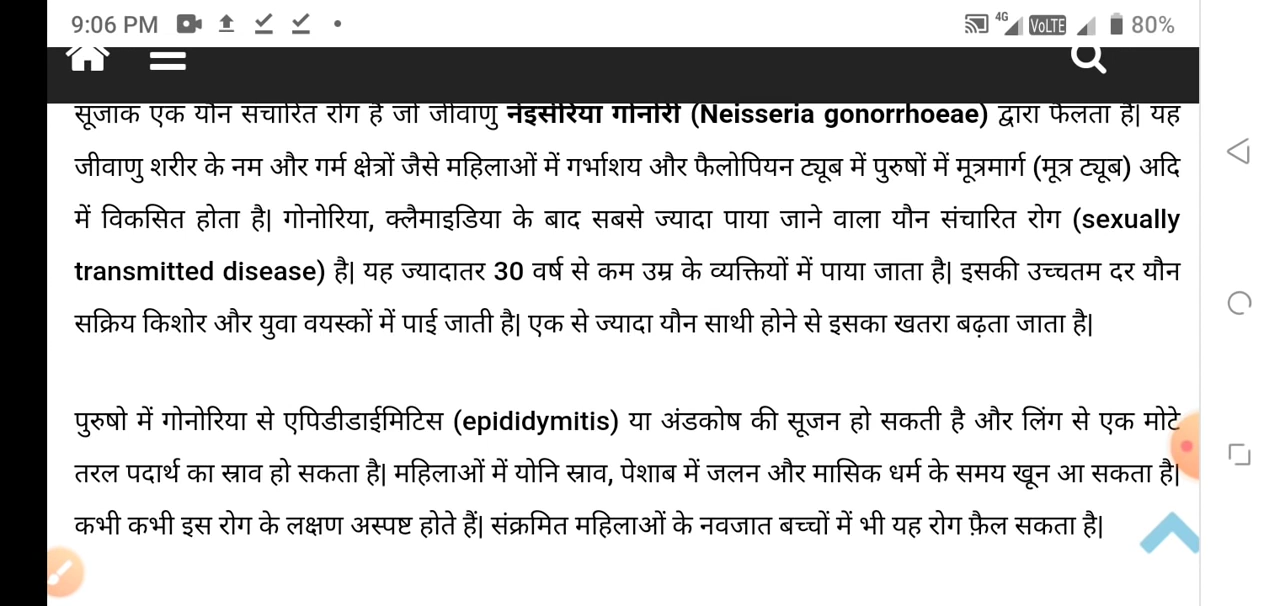 9:06 PM
4G VoLTE 80%
सूजाक एक यौन संचारित रोग है जो जीवाणु नेइसेरिया गोनोरी (Neisseria gonorrhoeae) द्वारा फैलता है| यह
जीवाणु शरीर के नम और गर्म क्षेत्रों जैसे महिलाओं में गर्भाशय और फैलोपियन ट्यूब में पुरुषों में मूत्रमार्ग (मूत्र ट्यूब) अदि
में विकसित होता है| गोनोरिया, क्लैमाइडिया के बाद सबसे ज्यादा पाया जाने वाला यौन संचारित रोग (sexually
transmitted disease) है| यह ज्यादातर 30 वर्ष से कम उम्र के व्यक्तियों में पाया जाता है| इसकी उच्चतम दर यौन
सक्रिय किशोर और युवा वयस्कों में पाई जाती है| एक से ज्यादा यौन साथी होने से इसका खतरा बढ़ता जाता है|
पुरुषो में गोनोरिया से एपिडीडाईमिटिस (epididymitis) या अंडकोष की सूजन हो सकती है और लिंग से एक मोटे
तरल पदार्थ का स्राव हो सकता है| महिलाओं में योनि स्राव, पेशाब में जलन और मासिक धर्म के समय खून आ सकता है|
कभी कभी इस रोग के लक्षण अस्पष्ट होते हैं| संक्रमित महिलाओं के नवजात बच्चों में भी यह रोग फ़ैल सकता है|